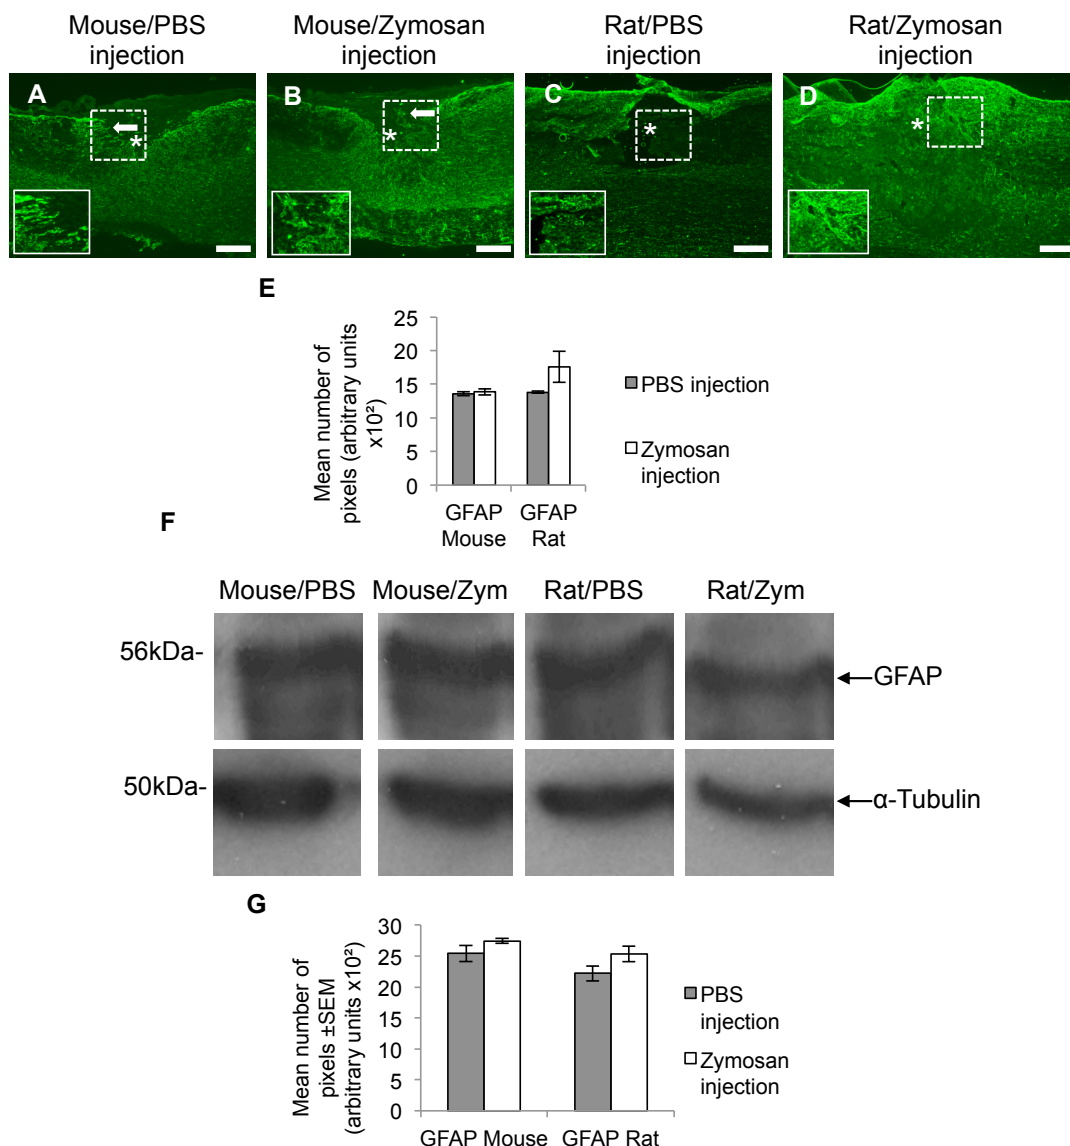 Mouse/PBS injection
Mouse/Zymosan injection
Rat/PBS injection
Rat/Zymosan injection
A
*
B
*
C
*
D
*
E
Mean number of
pixels (arbitrary units
x10²)
25
20
15
10
5
0
GFAP Mouse
GFAP Rat
PBS injection
Zymosan
injection
F
Mouse/PBS
Mouse/Zym
Rat/PBS
Rat/Zym
56kDa-
GFAP
50kDa-
α-Tubulin
G
Mean number of
pixels ±SEM
(arbitrary units x10²)
30
25
20
15
10
5
0
GFAP Mouse
GFAP Rat
PBS
injection
Zymosan
injection